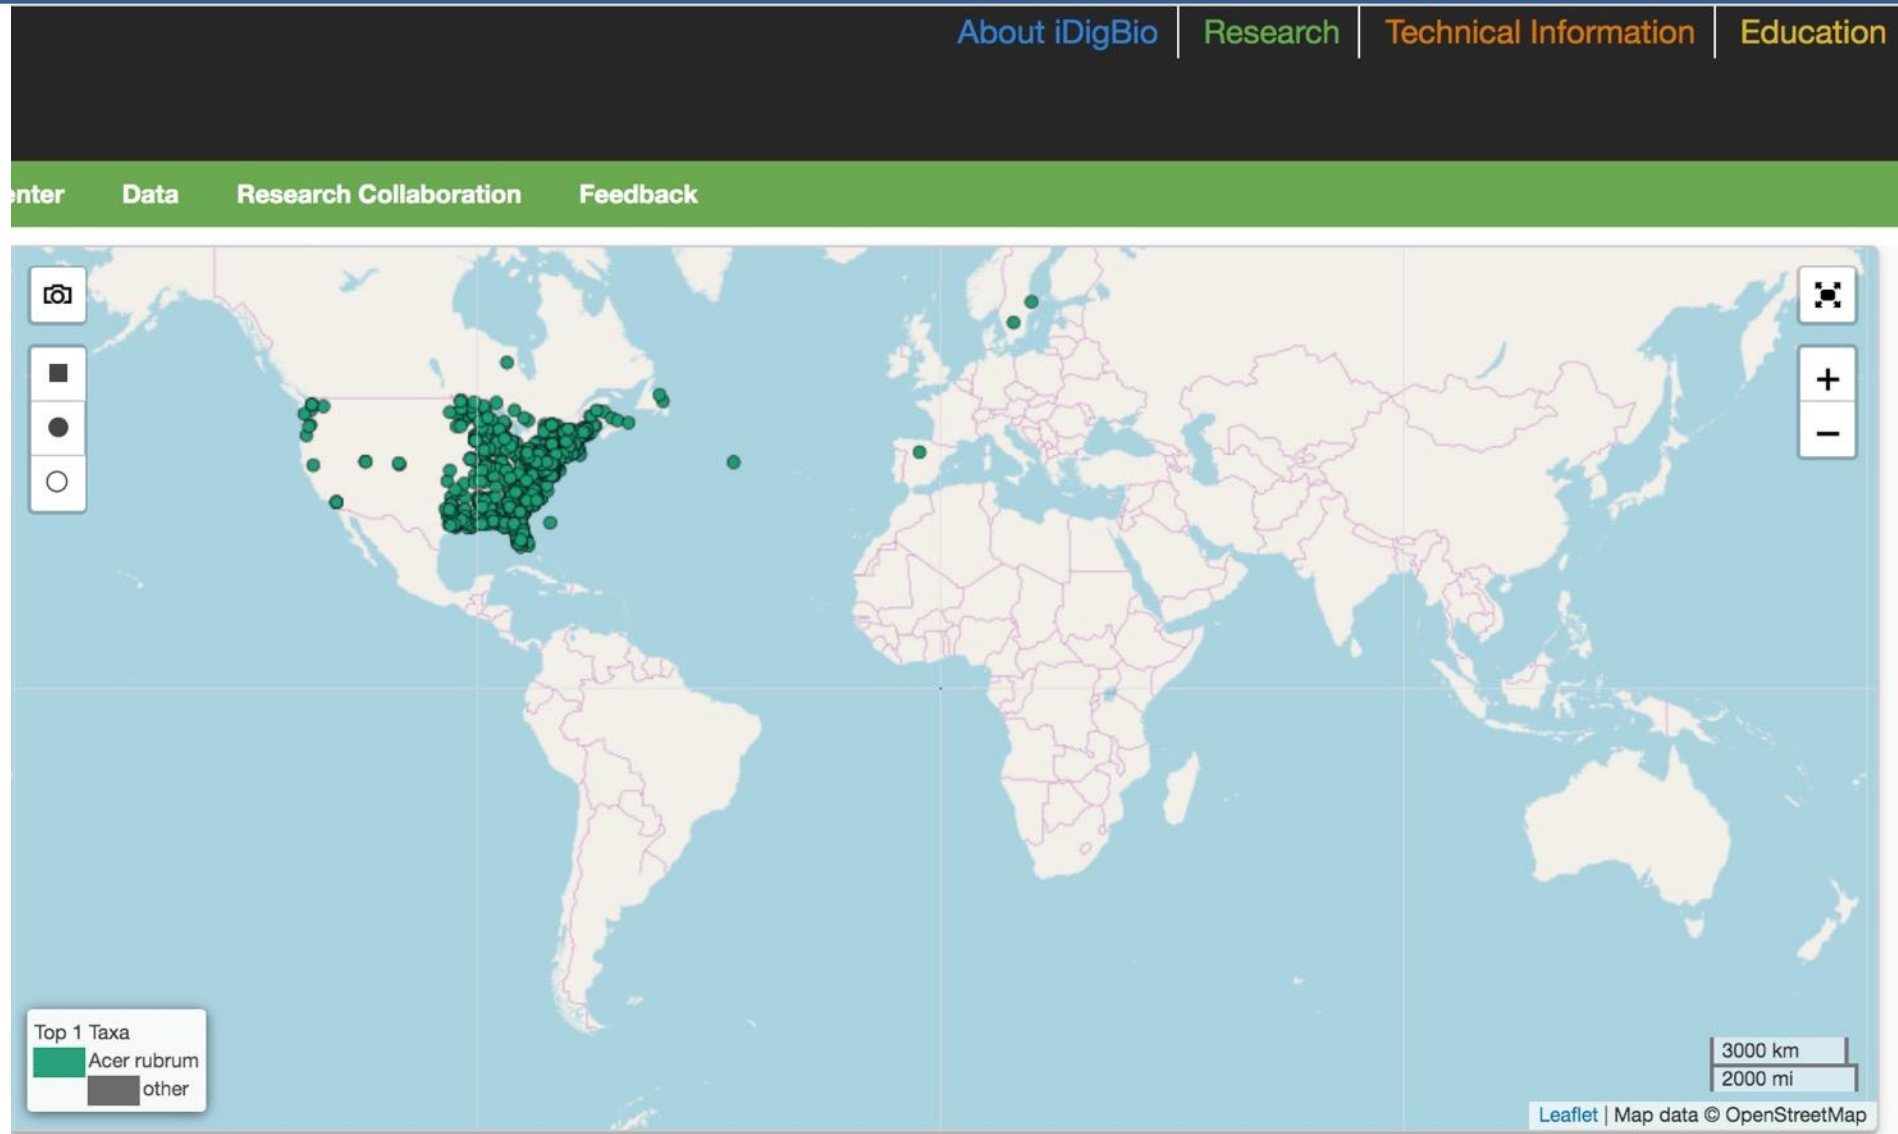 About iDigBio Research Technical Information Education
enter Data Research Collaboration Feedback
+
−
Top 1 Taxa
Acer rubrum
other
3000 km
2000 mi
Leaflet | Map data © OpenStreetMap